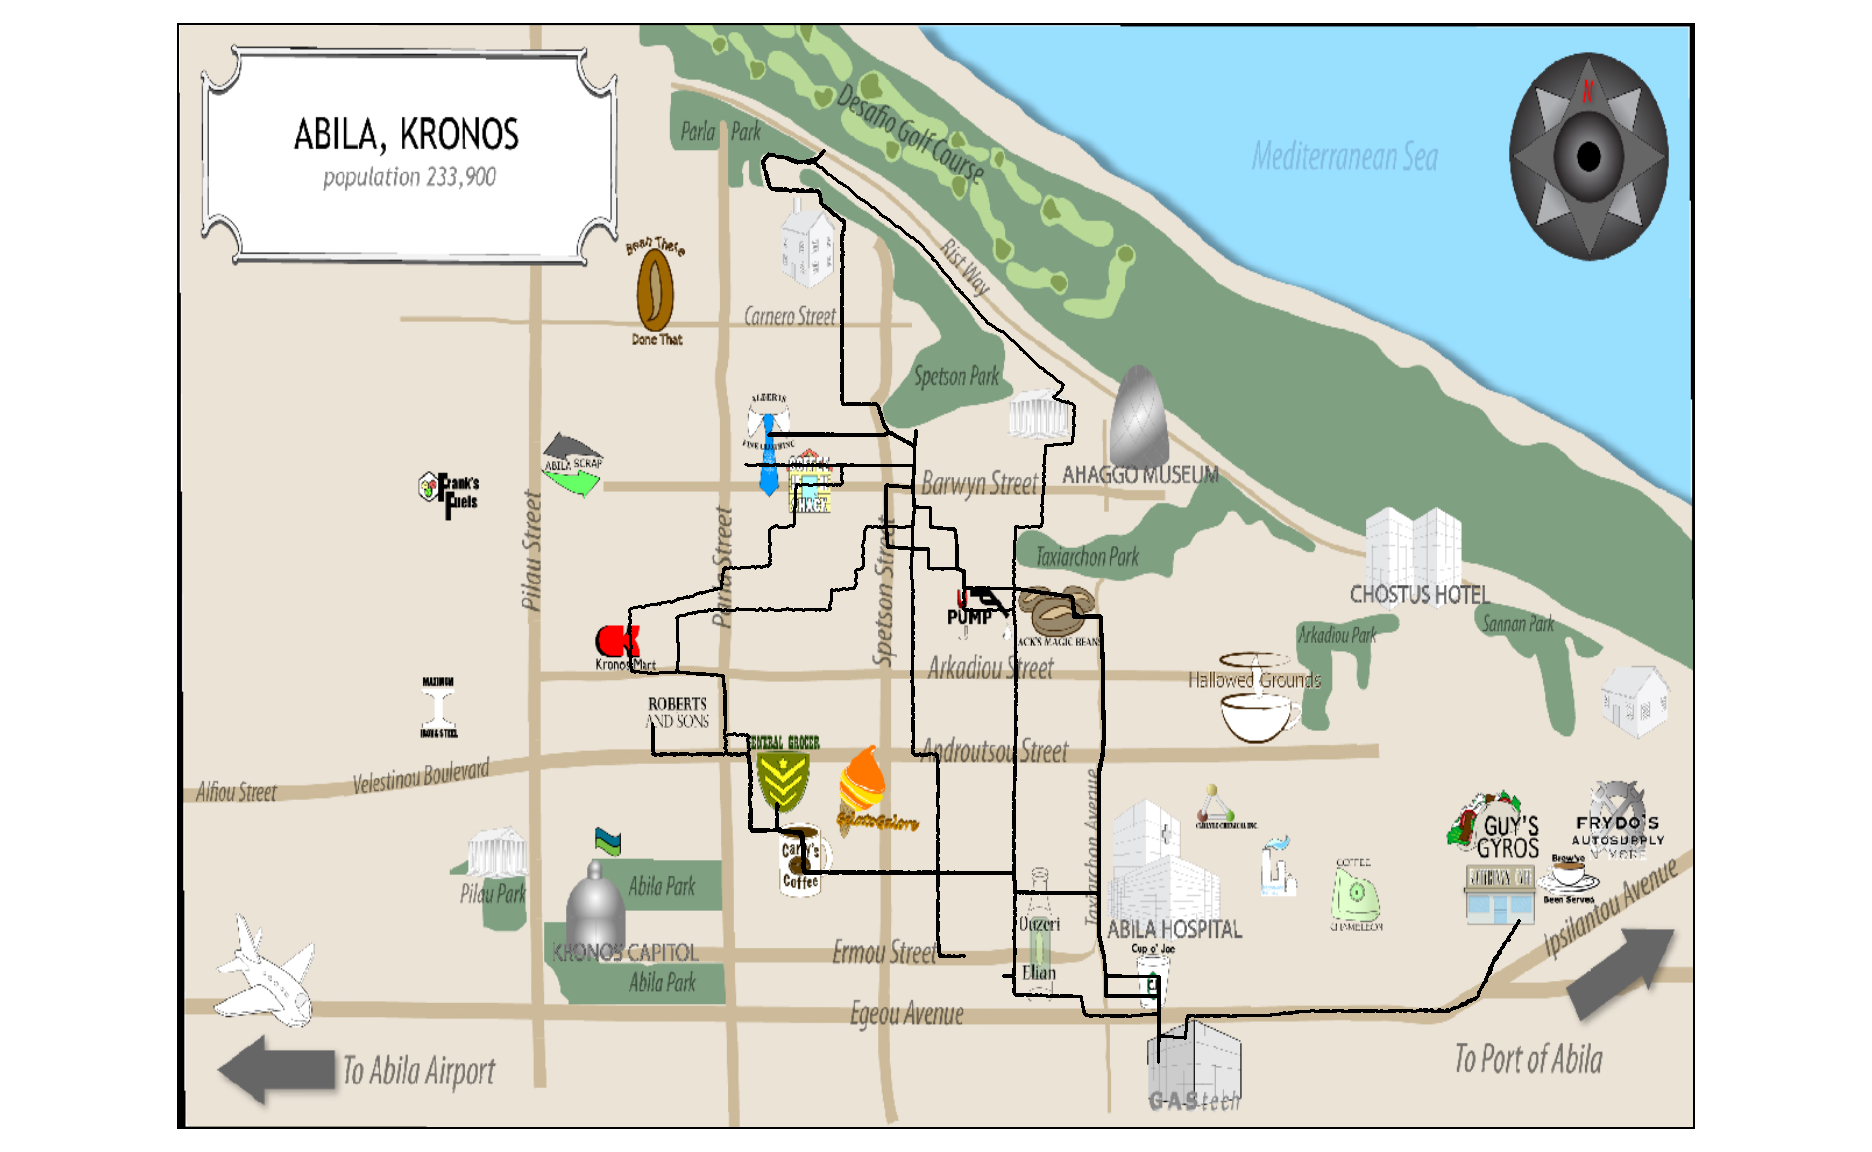 ABILA, KRONOS
population 233,900
N
Mediterranean Sea
Desafio Golf Course
Parla Park
Rist Way
Bean There
Done That
Carnero Street
Spetson Park
ALBERTS
FINE CLOTHING
ABILA SCRAP
Frank's
Fuels
COFFEE
SHACK
Barwyn Street
AHAGGO MUSEUM
Pilau Street
Parla Street
Spetson Street
Taxiarchon Park
CHOSTUS HOTEL
U
PUMP
JACK'S MAGIC BEANS
Arkadiou Park
Sannan Park
Kronos Mart
Arkadiou Street
Hallowed Grounds
MAXIMUM
IRON & STEEL
ROBERTS
AND SONS
GENERAL GROCER
Androutsou Street
Alfiou Street
Velestinou Boulevard
Gelato Galore
Taxiarchon Avenue
CARLYLE CHEMICAL INC.
GUY'S
GYROS
FRYDO'S
AUTOSUPPLY
N' MORE
Carly's
Coffee
COFFEE
CHAMELEON
Brew've
Been Served
Pilau Park
Abila Park
Ouzeri
Elian
ABILA HOSPITAL
Cup o' Joe
Ipsilantou Avenue
KRONOS CAPITOL
Ermou Street
Abila Park
Egeou Avenue
To Abila Airport
To Port of Abila
GAStech